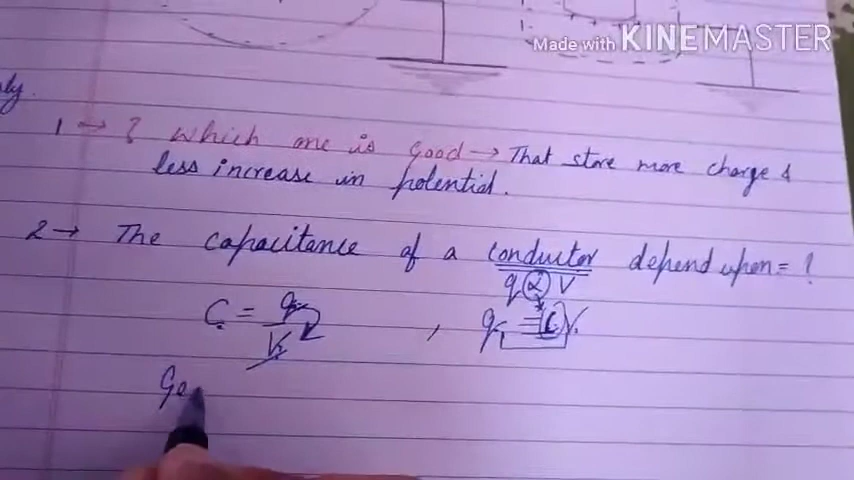 Made with KINEMASTER
ly.
1 → ? Which one is good → That store more charge &
less increase in potential.
2 → The capacitance of a conductor depend upon = ?
q ∝ V
C = q/V , q = CV.
Ge